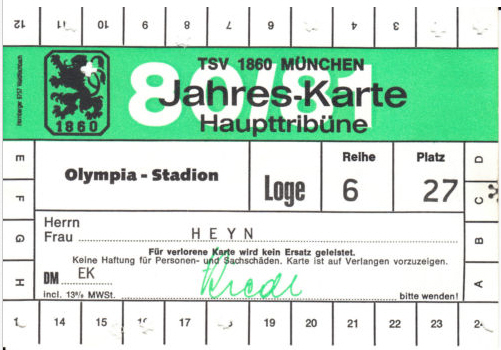 12 11 10 9 8 7 6 4 3
TSV 1860 MÜNCHEN
80/81
Jahres-Karte
Haupttribüne
1860
Olympia - Stadion
Loge
Reihe
6
Platz
27
Herrn
Frau HEYN
Für verlorene Karte wird kein Ersatz geleistet.
Keine Haftung für Personen- und Sachschäden. Karte ist auf Verlangen vorzuzeigen.
DM EK
incl. 13% MWSt.
bitte wenden!
E
F
G
H
D
C
B
A
14 15 17 19 20 21 22 23